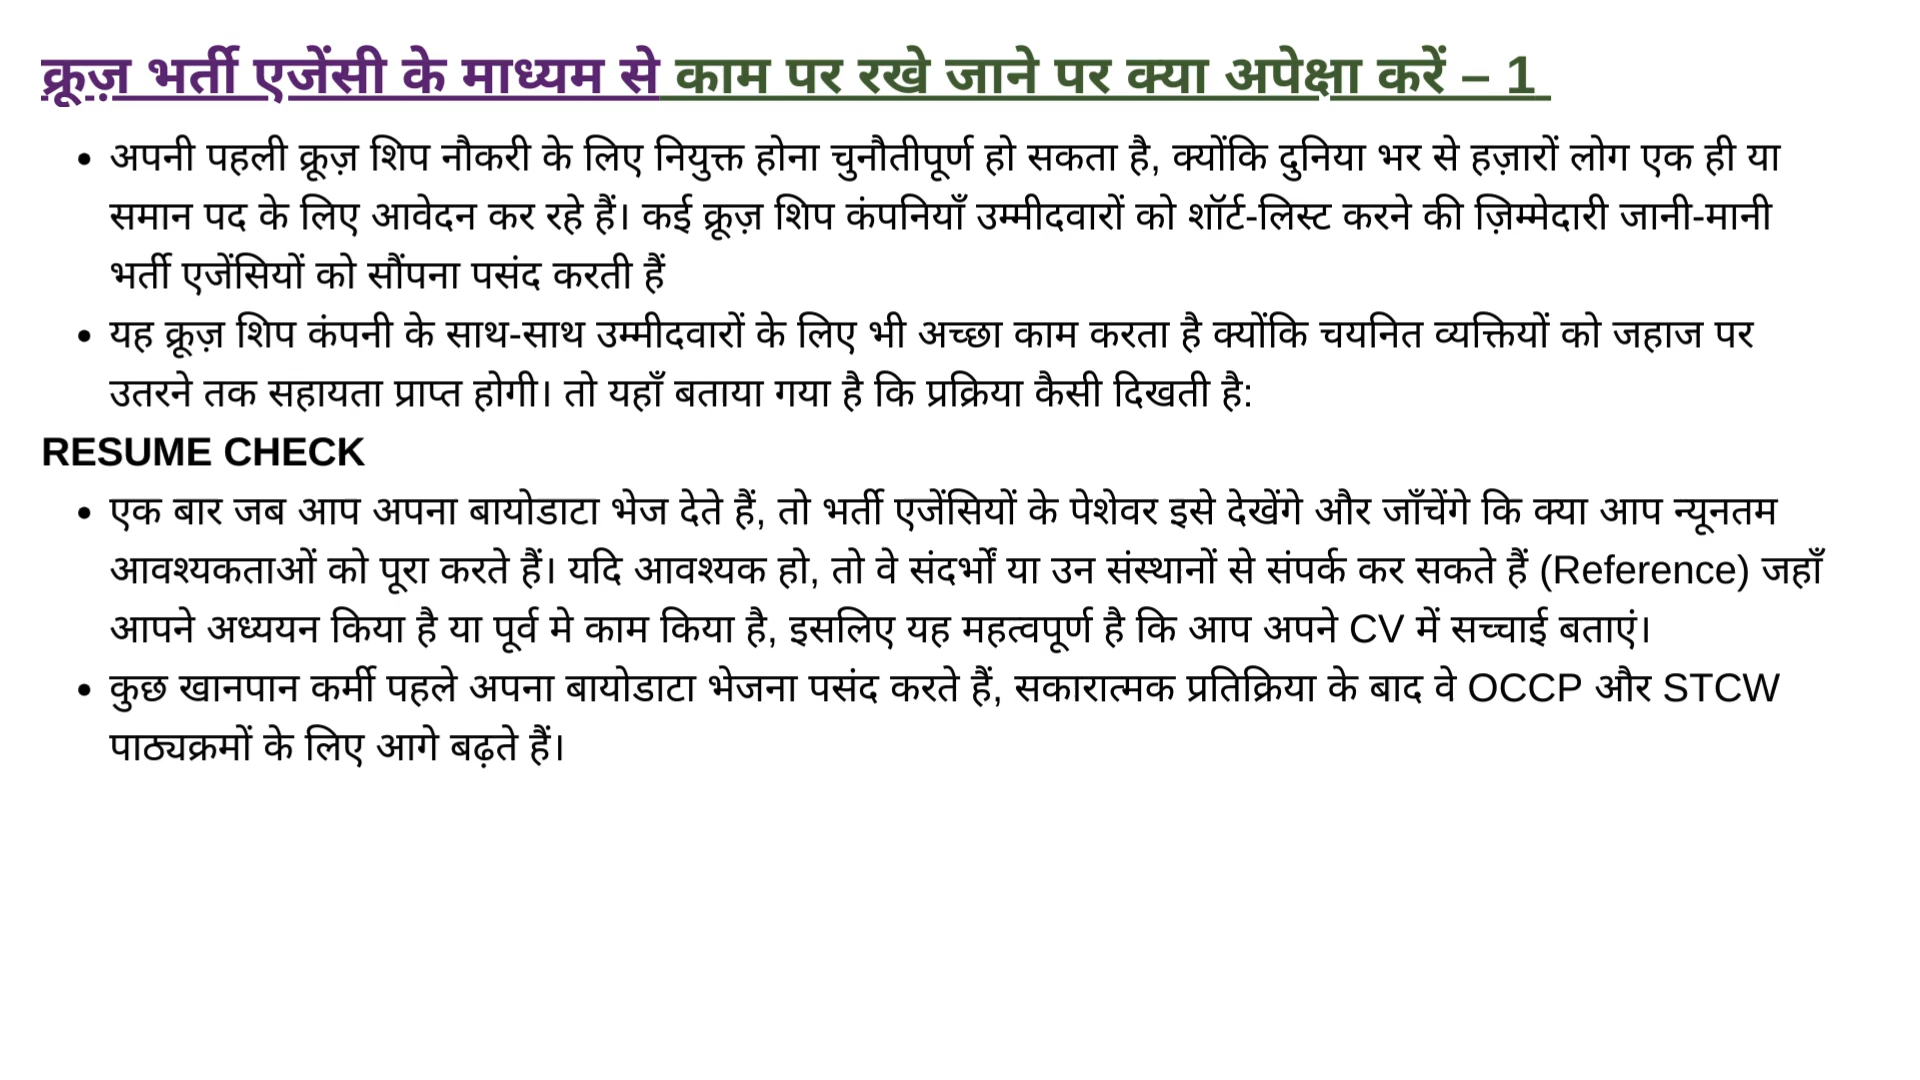 क्रूज़ भर्ती एजेंसी के माध्यम से काम पर रखे जाने पर क्या अपेक्षा करें – 1
• अपनी पहली क्रूज़ शिप नौकरी के लिए नियुक्त होना चुनौतीपूर्ण हो सकता है, क्योंकि दुनिया भर से हज़ारों लोग एक ही या
समान पद के लिए आवेदन कर रहे हैं। कई क्रूज़ शिप कंपनियाँ उम्मीदवारों को शॉर्ट-लिस्ट करने की ज़िम्मेदारी जानी-मानी
भर्ती एजेंसियों को सौंपना पसंद करती हैं
• यह क्रूज़ शिप कंपनी के साथ-साथ उम्मीदवारों के लिए भी अच्छा काम करता है क्योंकि चयनित व्यक्तियों को जहाज पर
उतरने तक सहायता प्राप्त होगी। तो यहाँ बताया गया है कि प्रक्रिया कैसी दिखती है:
RESUME CHECK
• एक बार जब आप अपना बायोडाटा भेज देते हैं, तो भर्ती एजेंसियों के पेशेवर इसे देखेंगे और जाँचेंगे कि क्या आप न्यूनतम
आवश्यकताओं को पूरा करते हैं। यदि आवश्यक हो, तो वे संदर्भों या उन संस्थानों से संपर्क कर सकते हैं (Reference) जहाँ
आपने अध्ययन किया है या पूर्व मे काम किया है, इसलिए यह महत्वपूर्ण है कि आप अपने CV में सच्चाई बताएं।
• कुछ खानपान कर्मी पहले अपना बायोडाटा भेजना पसंद करते हैं, सकारात्मक प्रतिक्रिया के बाद वे OCCP और STCW
पाठ्यक्रमों के लिए आगे बढ़ते हैं।